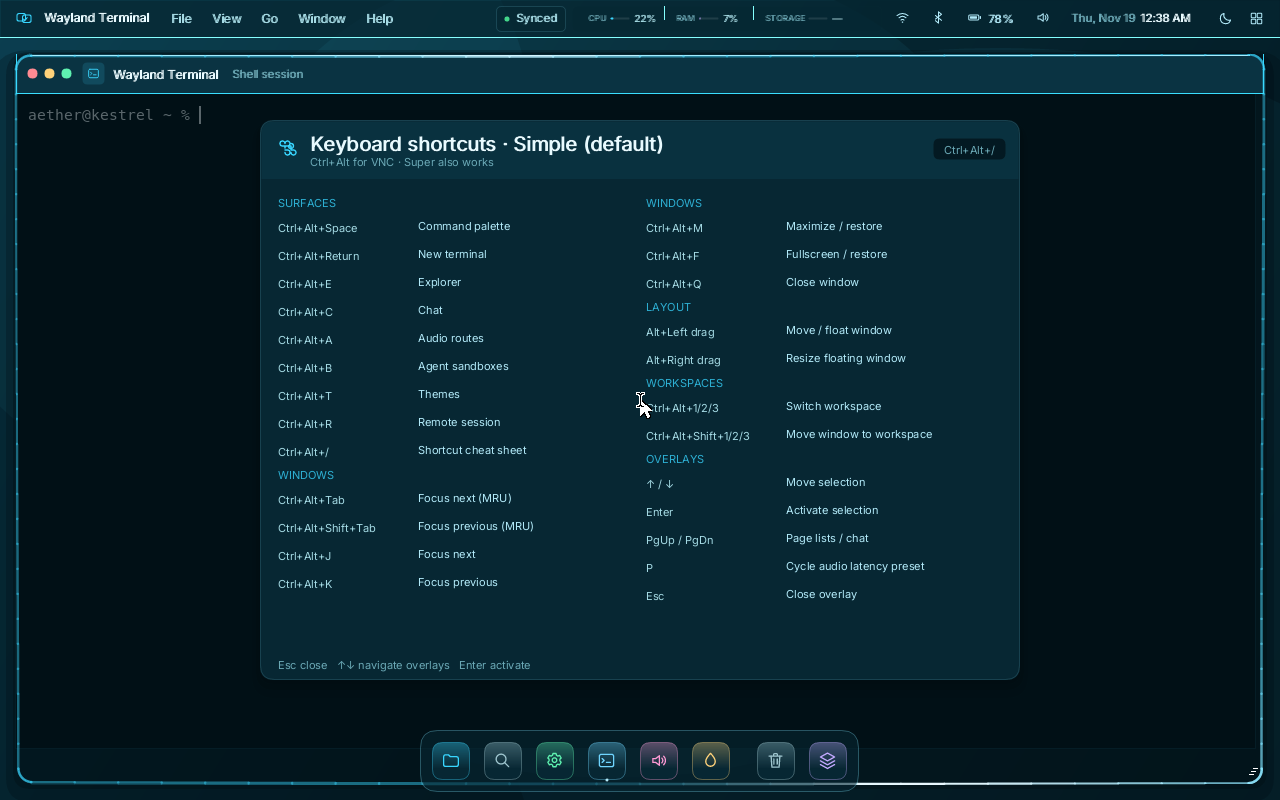 Wayland Terminal File View Go Window Help Synced CPU 22% RAM 7% STORAGE — 78% Thu, Nov 19 12:38 AM
Wayland Terminal Shell session
aether@kestrel ~ %
Keyboard shortcuts · Simple (default)
Ctrl+Alt for VNC · Super also works
Ctrl+Alt+/
SURFACES
Ctrl+Alt+Space Command palette
Ctrl+Alt+Return New terminal
Ctrl+Alt+E Explorer
Ctrl+Alt+C Chat
Ctrl+Alt+A Audio routes
Ctrl+Alt+B Agent sandboxes
Ctrl+Alt+T Themes
Ctrl+Alt+R Remote session
Ctrl+Alt+/ Shortcut cheat sheet
WINDOWS
Ctrl+Alt+Tab Focus next (MRU)
Ctrl+Alt+Shift+Tab Focus previous (MRU)
Ctrl+Alt+J Focus next
Ctrl+Alt+K Focus previous
WINDOWS
Ctrl+Alt+M Maximize / restore
Ctrl+Alt+F Fullscreen / restore
Ctrl+Alt+Q Close window
LAYOUT
Alt+Left drag Move / float window
Alt+Right drag Resize floating window
WORKSPACES
Ctrl+Alt+1/2/3 Switch workspace
Ctrl+Alt+Shift+1/2/3 Move window to workspace
OVERLAYS
↑ / ↓ Move selection
Enter Activate selection
PgUp / PgDn Page lists / chat
P Cycle audio latency preset
Esc Close overlay
Esc close ↑↓ navigate overlays Enter activate